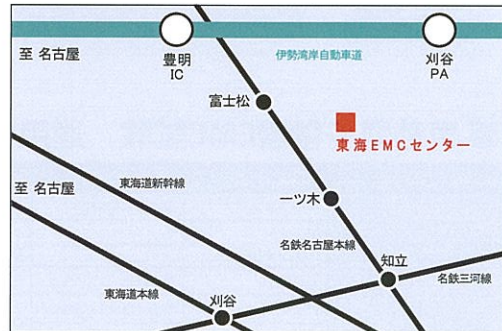 至 名古屋
豊明
IC
伊勢湾岸自動車道
刈谷
PA
富士松
東海EMCセンター
至 名古屋
東海道新幹線
一ツ木
名鉄名古屋本線
知立
名鉄三河線
東海道本線
刈谷